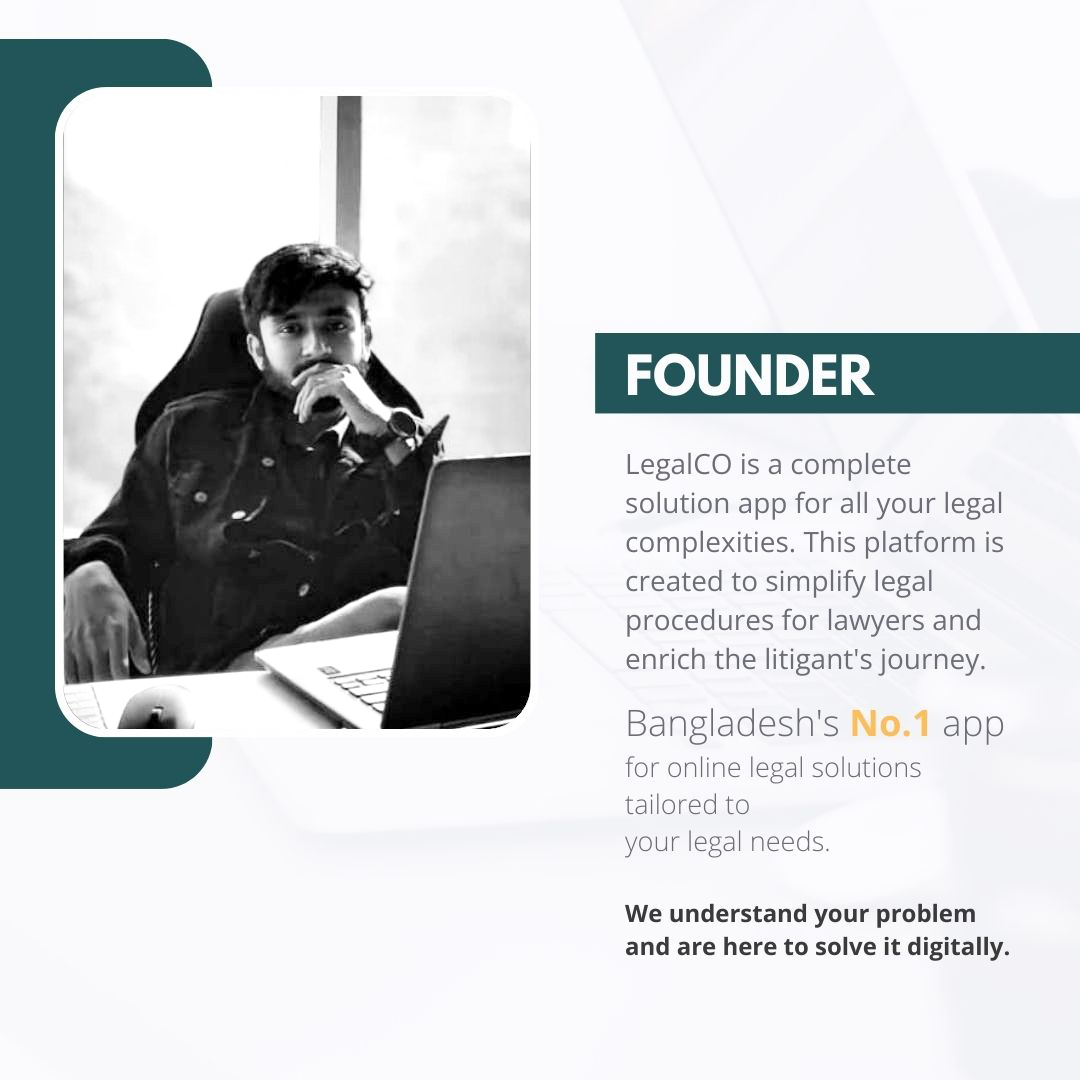 FOUNDER
LegalCO is a complete
solution app for all your legal
complexities. This platform is
created to simplify legal
procedures for lawyers and
enrich the litigant's journey.
Bangladesh's No.1 app
for online legal solutions
tailored to
your legal needs.
We understand your problem
and are here to solve it digitally.